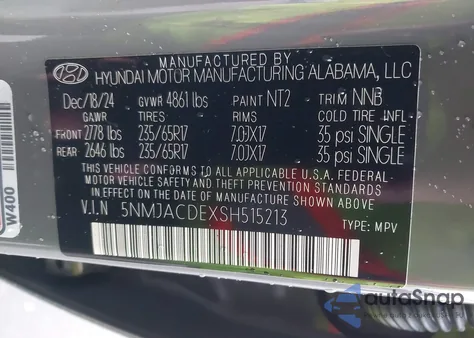 MANUFACTURED BY
HYUNDAI MOTOR MANUFACTURING ALABAMA, LLC
Dec/18/24 GVWR 4861 lbs PAINT NT2 TRIM NNB
GAWR TIRES RIMS COLD TIRE INFL
FRONT 2778 lbs 235/65R17 7.0JX17 35 psi SINGLE
REAR 2646 lbs 235/65R17 7.0JX17 35 psi SINGLE
THIS VEHICLE CONFORMS TO ALL APPLICABLE U.S.A. FEDERAL
MOTOR VEHICLE SAFETY, BUMPER, AND THEFT PREVENTION STANDARDS
IN EFFECT ON THE DATE OF MANUFACTURE SHOWN ABOVE.
V.I.N 5NMJACDEXSH515213
TYPE: MPV
W400
autoSnap